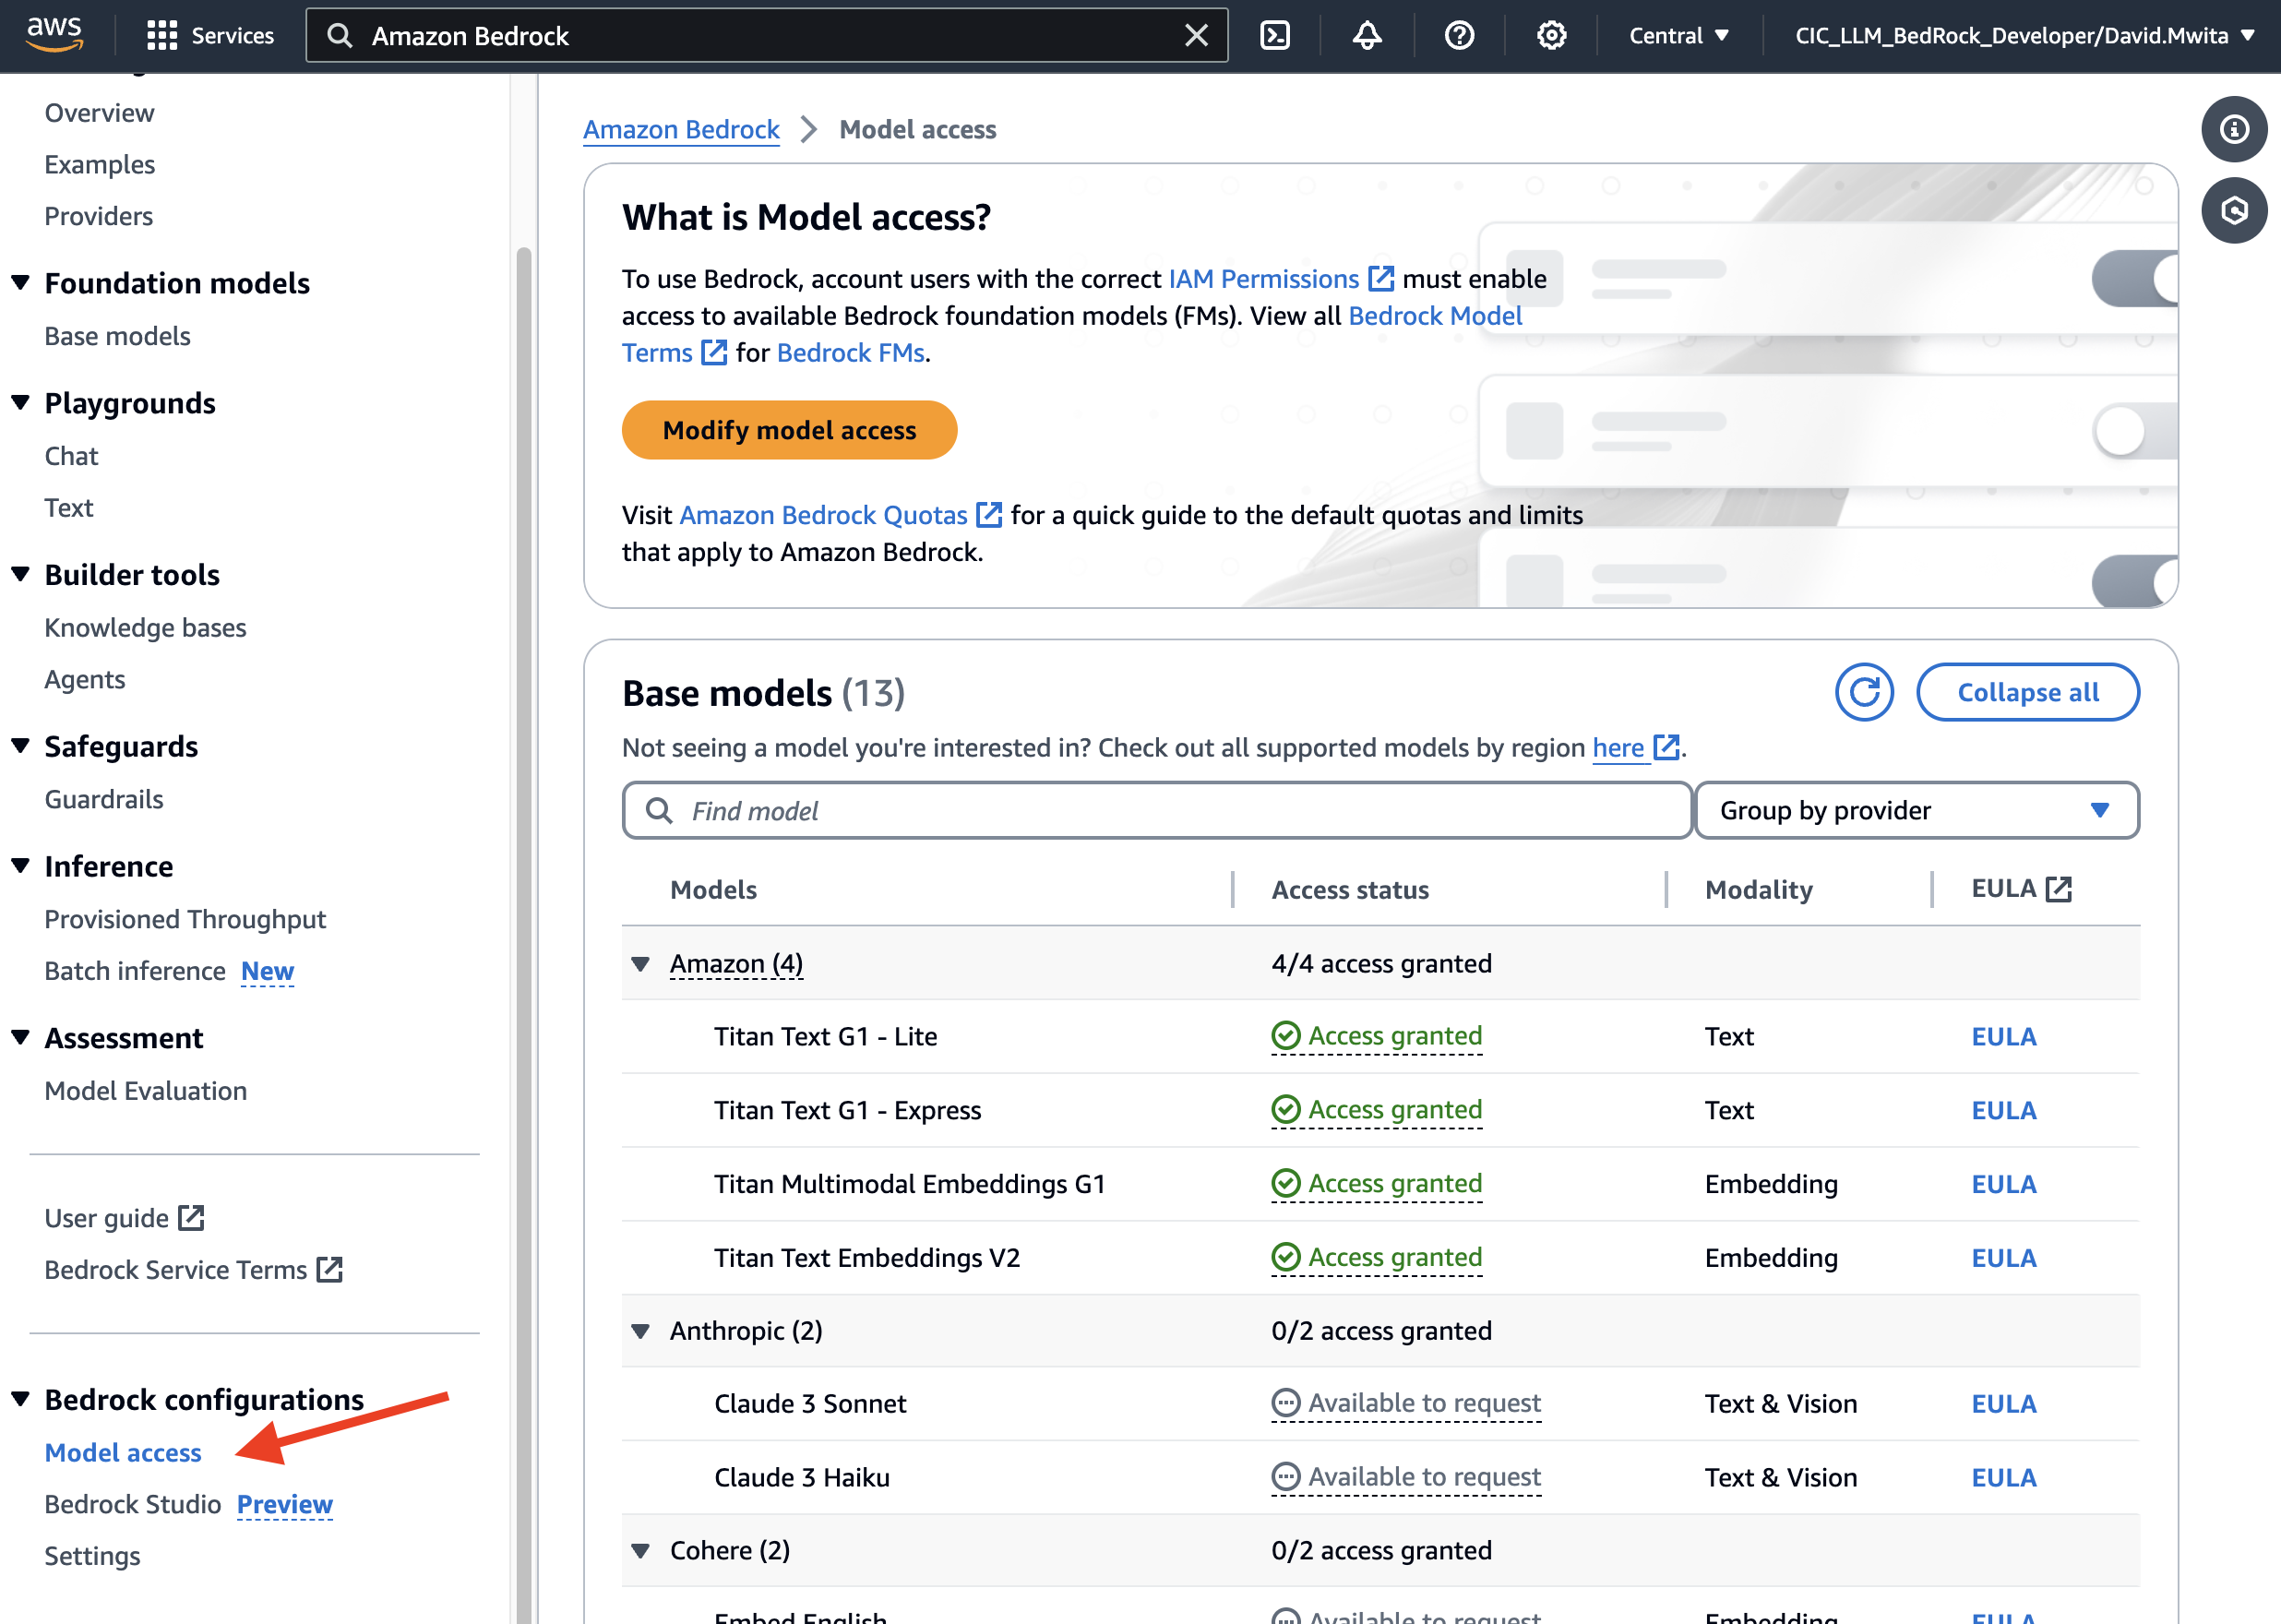 aws
Services
Amazon Bedrock
Central
CIC_LLM_BedRock_Developer/David.Mwita
Overview
Examples
Providers
Foundation models
Base models
Playgrounds
Chat
Text
Builder tools
Knowledge bases
Agents
Safeguards
Guardrails
Inference
Provisioned Throughput
Batch inference New
Assessment
Model Evaluation
User guide
Bedrock Service Terms
Bedrock configurations
Model access
Bedrock Studio Preview
Settings
Amazon Bedrock > Model access
What is Model access?
To use Bedrock, account users with the correct IAM Permissions must enable
access to available Bedrock foundation models (FMs). View all Bedrock Model
Terms for Bedrock FMs.
Modify model access
Visit Amazon Bedrock Quotas for a quick guide to the default quotas and limits
that apply to Amazon Bedrock.
Base models (13)
Collapse all
Not seeing a model you're interested in? Check out all supported models by region here.
Find model
Group by provider
Models Access status Modality EULA
Amazon (4) 4/4 access granted
Titan Text G1 - Lite Access granted Text EULA
Titan Text G1 - Express Access granted Text EULA
Titan Multimodal Embeddings G1 Access granted Embedding EULA
Titan Text Embeddings V2 Access granted Embedding EULA
Anthropic (2) 0/2 access granted
Claude 3 Sonnet Available to request Text & Vision EULA
Claude 3 Haiku Available to request Text & Vision EULA
Cohere (2) 0/2 access granted
Embed English Available to request Embedding EULA